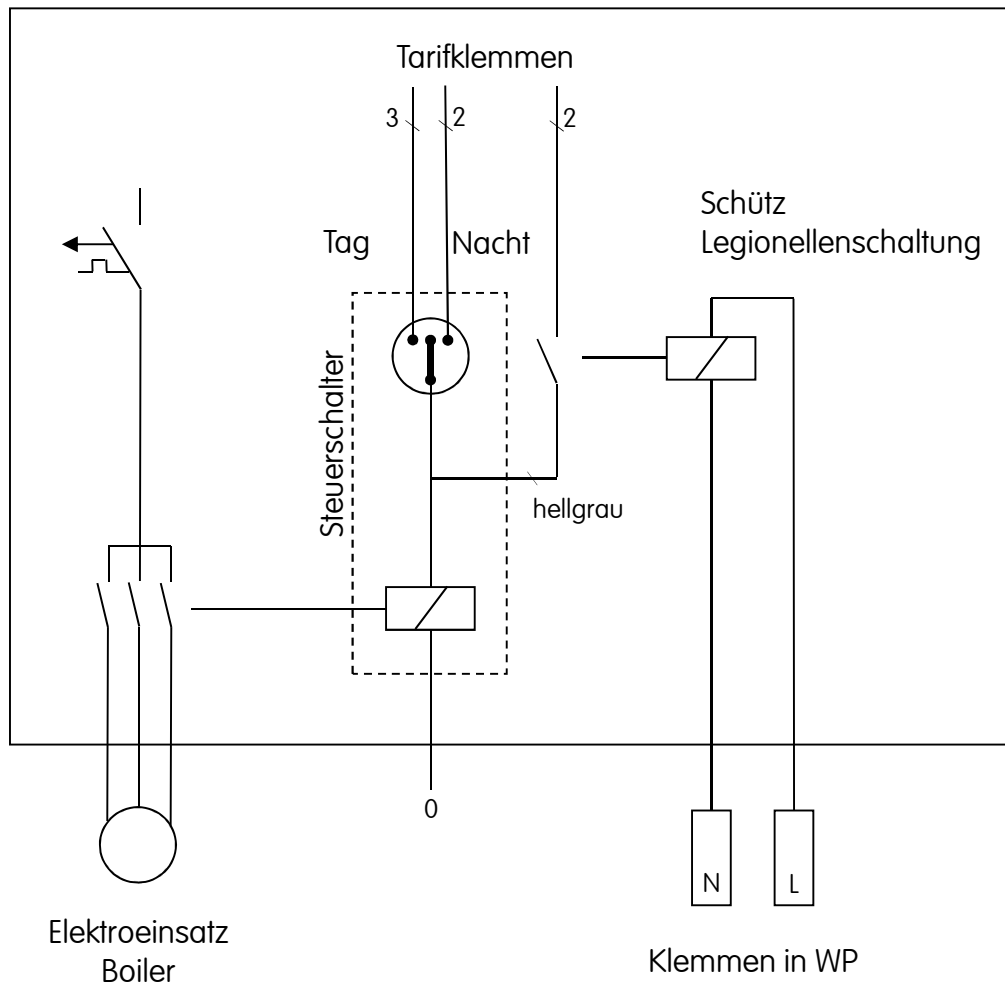 Tarifklemmen
3
2
2
Schütz
Legionellenschaltung
Tag
Nacht
Steuerschalter
hellgrau
0
N
L
Elektroeinsatz
Boiler
Klemmen in WP